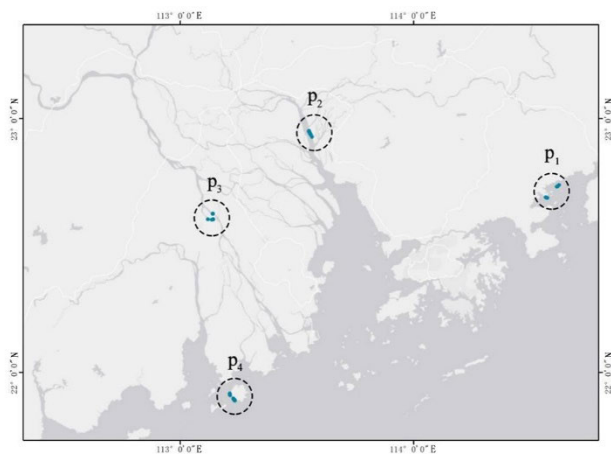 113° 0′0″E
114° 0′0″E
23° 0′0″N
23° 0′0″N
p2
p1
p3
p4
22° 0′0″N
22° 0′0″N
113° 0′0″E
114° 0′0″E